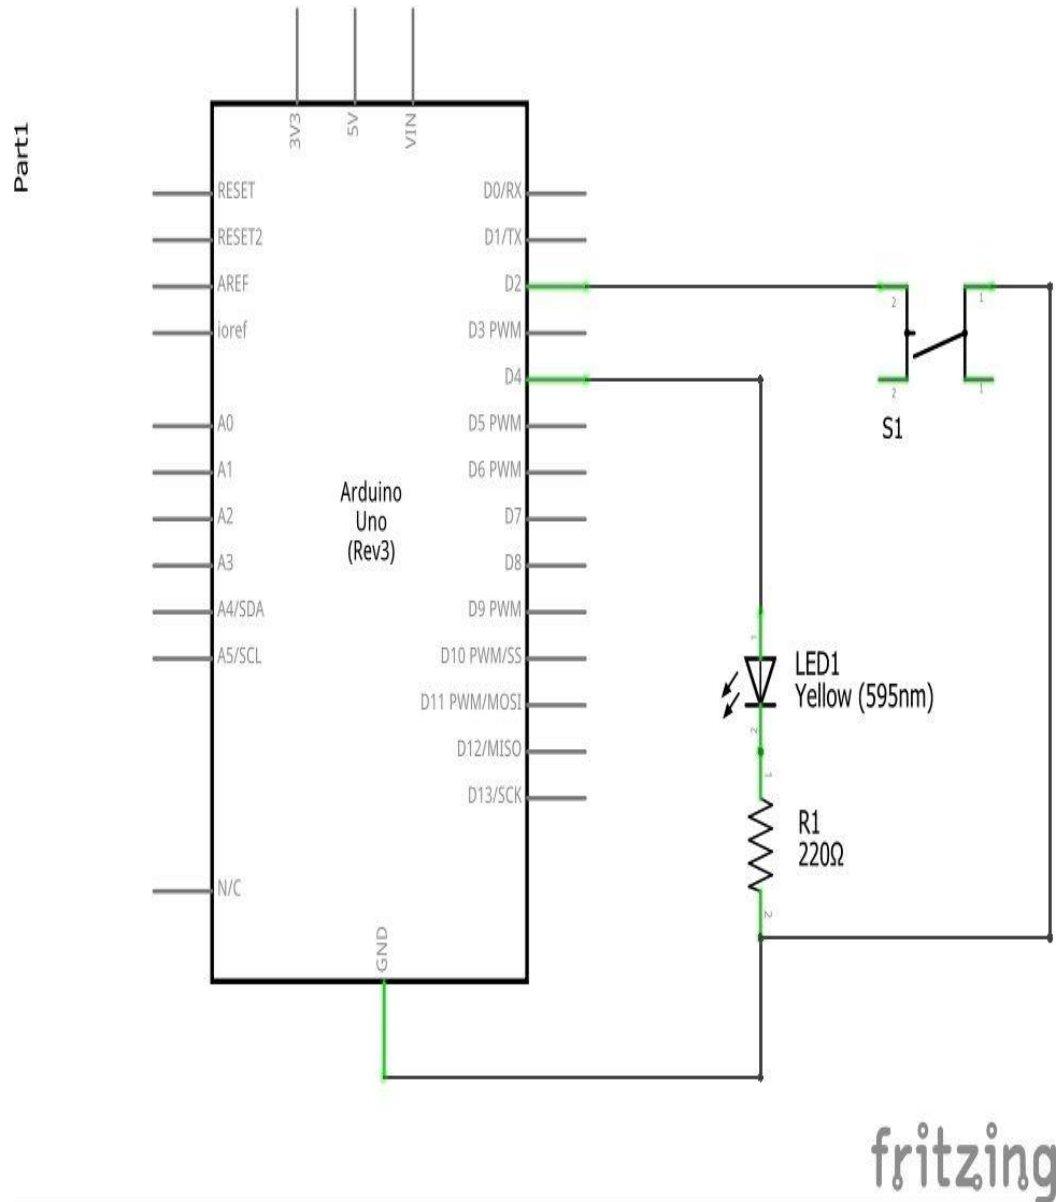 Part1
3V3
5V
VIN
RESET
RESET2
AREF
ioref
A0
A1
A2
A3
A4/SDA
A5/SCL
N/C
Arduino
Uno
(Rev3)
D0/RX
D1/TX
D2
D3 PWM
D4
D5 PWM
D6 PWM
D7
D8
D9 PWM
D10 PWM/SS
D11 PWM/MOSI
D12/MISO
D13/SCK
GND
2
1
2
1
S1
1
LED1
Yellow (595nm)
2
1
R1
220Ω
2
fritzing